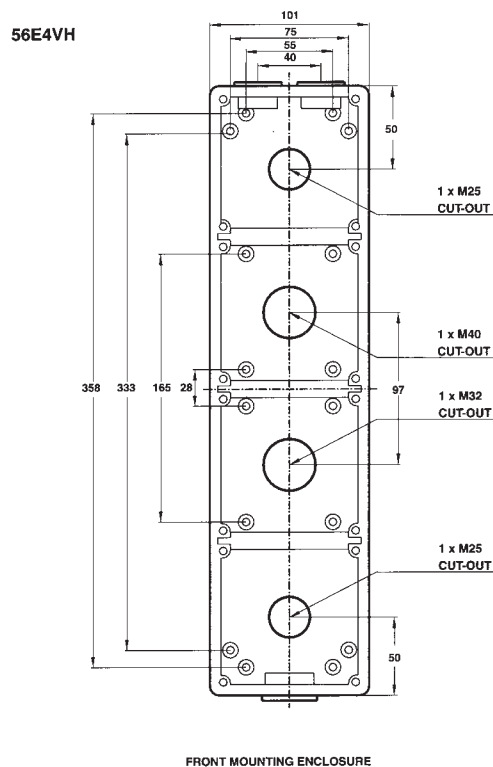 56E4VH
101
75
55
40
50
1 x M25
CUT-OUT
1 x M40
CUT-OUT
358
333
165
28
97
1 x M32
CUT-OUT
1 x M25
CUT-OUT
50
FRONT MOUNTING ENCLOSURE